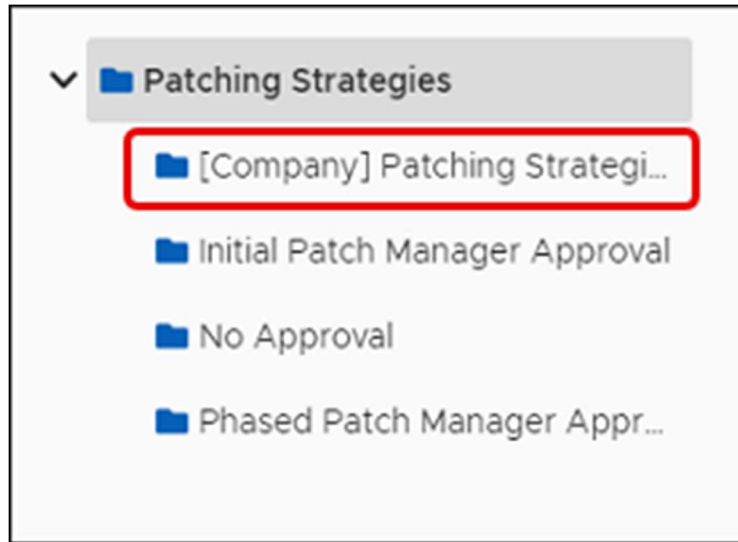 Patching Strategies
[Company] Patching Strategi...
Initial Patch Manager Approval
No Approval
Phased Patch Manager Appr...